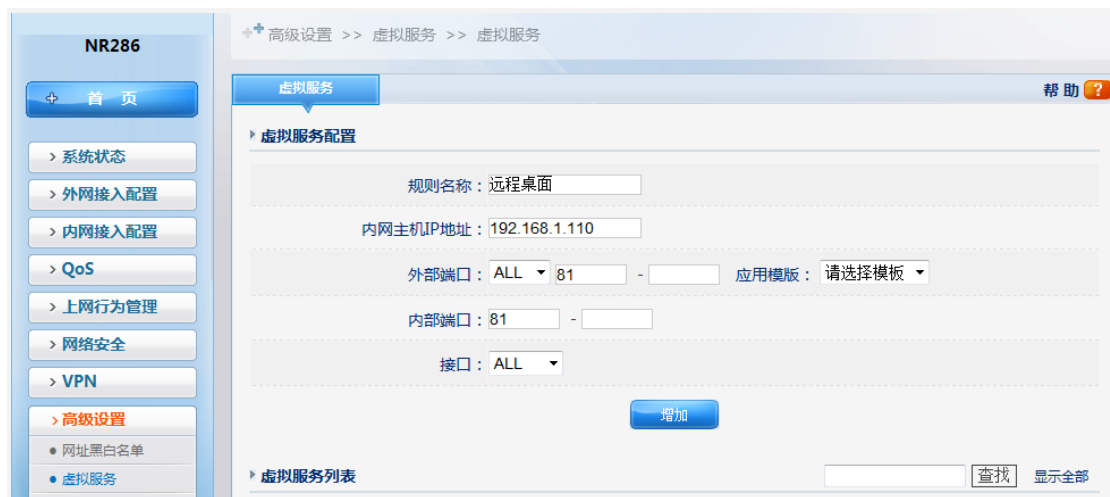 NR286
首 页
系统状态
外网接入配置
内网接入配置
QoS
上网行为管理
网络安全
VPN
高级设置
网址黑白名单
虚拟服务
高级设置 >> 虚拟服务 >> 虚拟服务
虚拟服务
帮 助 ?
虚拟服务配置
规则名称：远程桌面
内网主机IP地址：192.168.1.110
外部端口：ALL 81 - 应用模版： 请选择模板
内部端口：81 -
接口：ALL
增加
虚拟服务列表 查找 显示全部